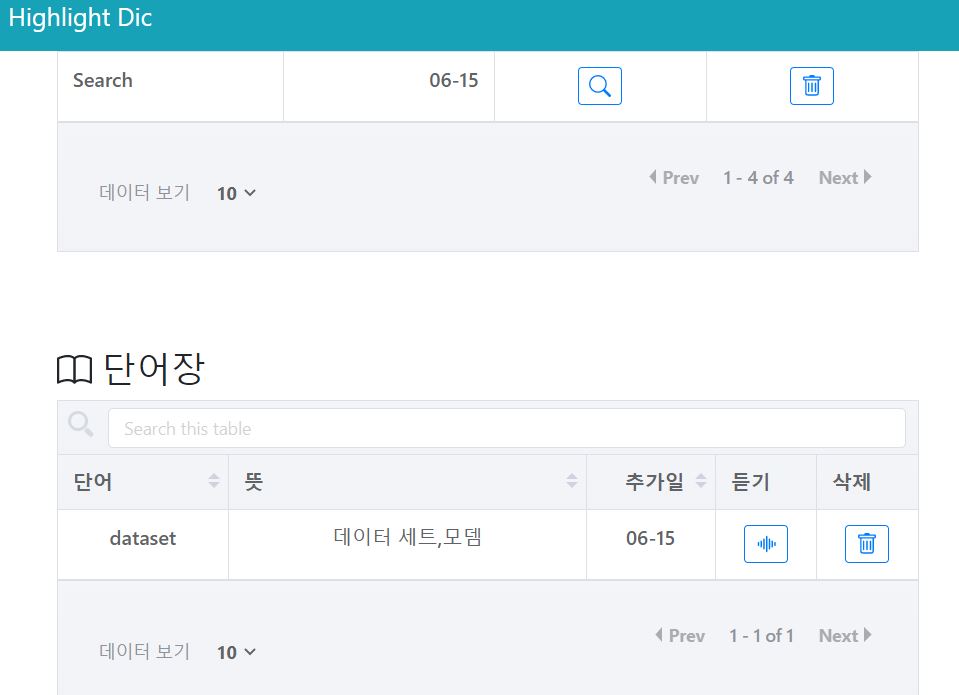 Highlight Dic
Search 06-15
데이터 보기 10 Prev 1 - 4 of 4 Next
단어장
Search this table
단어 뜻 추가일 듣기 삭제
dataset 데이터 세트,모뎀 06-15
데이터 보기 10 Prev 1 - 1 of 1 Next